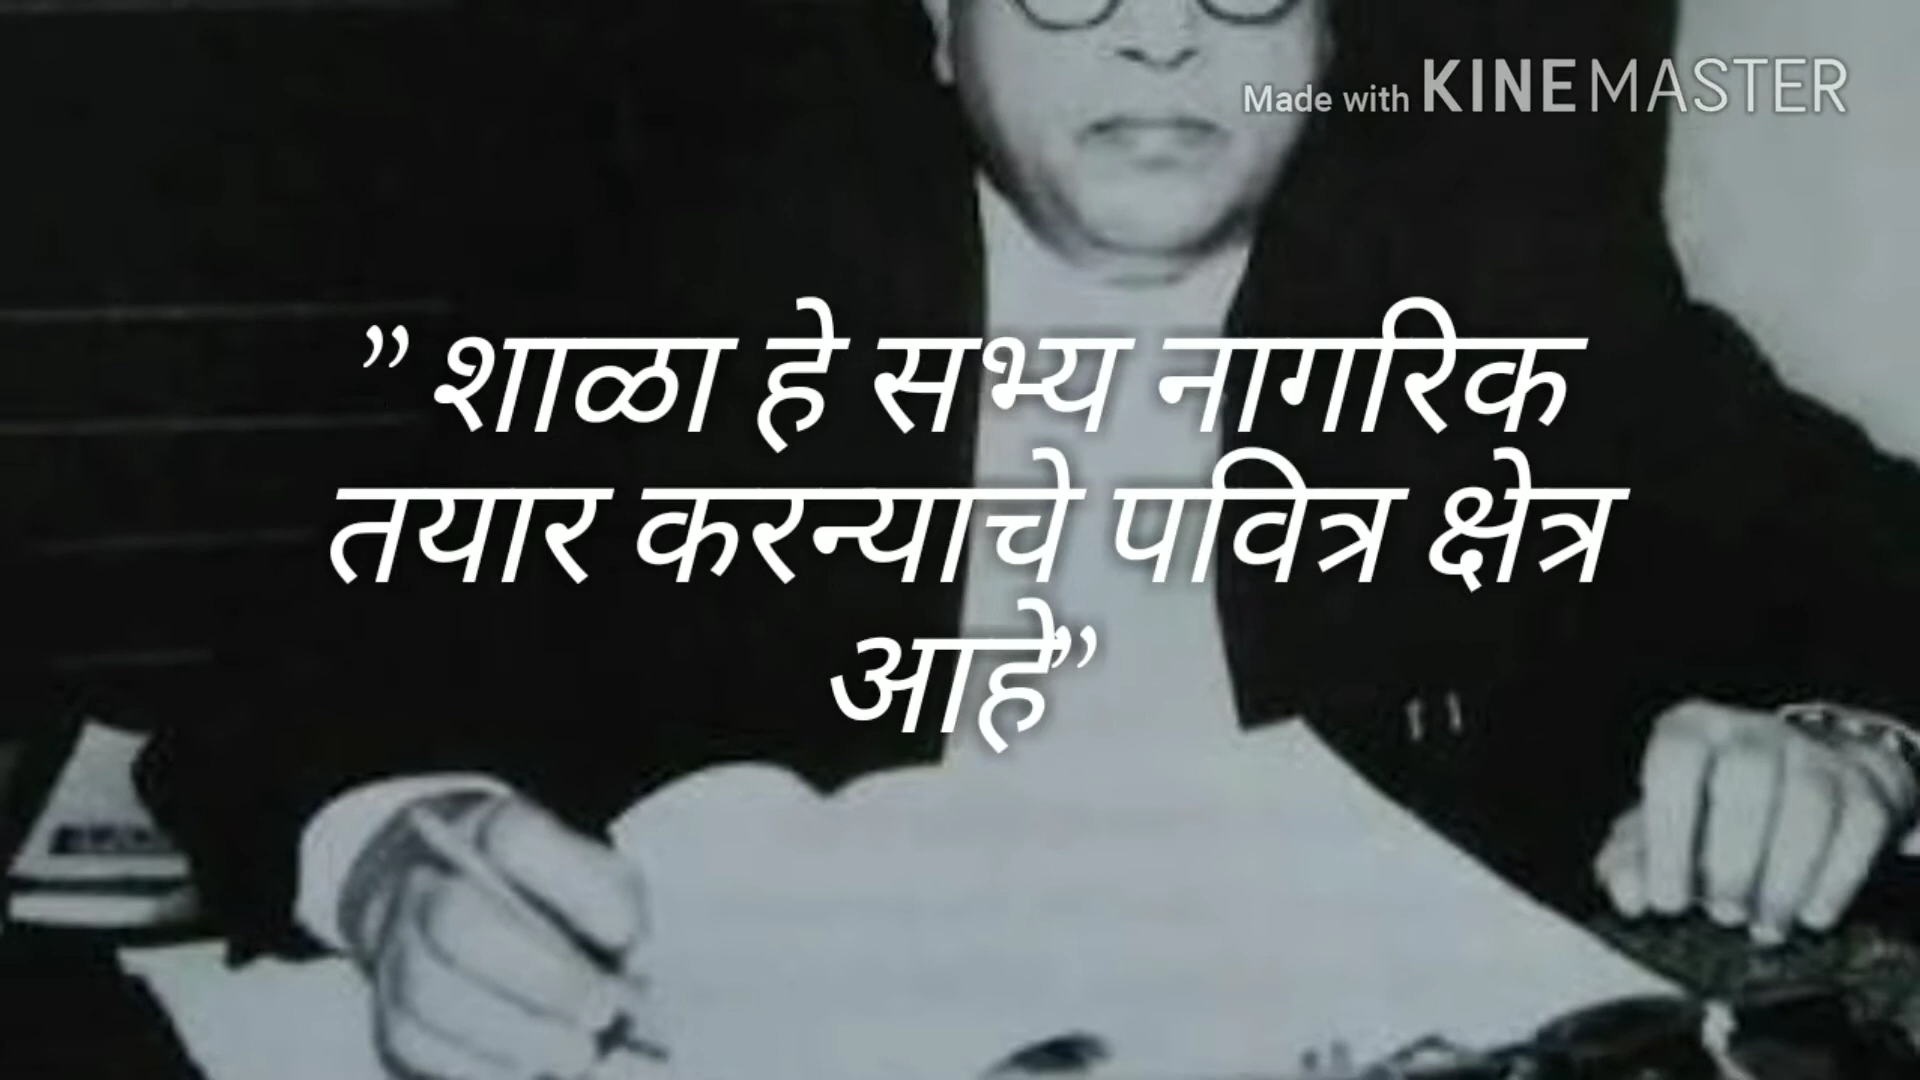 Made with KINEMASTER
” शाळा हे सभ्य नागरिक
तयार करन्याचे पवित्र क्षेत्र
आहे”